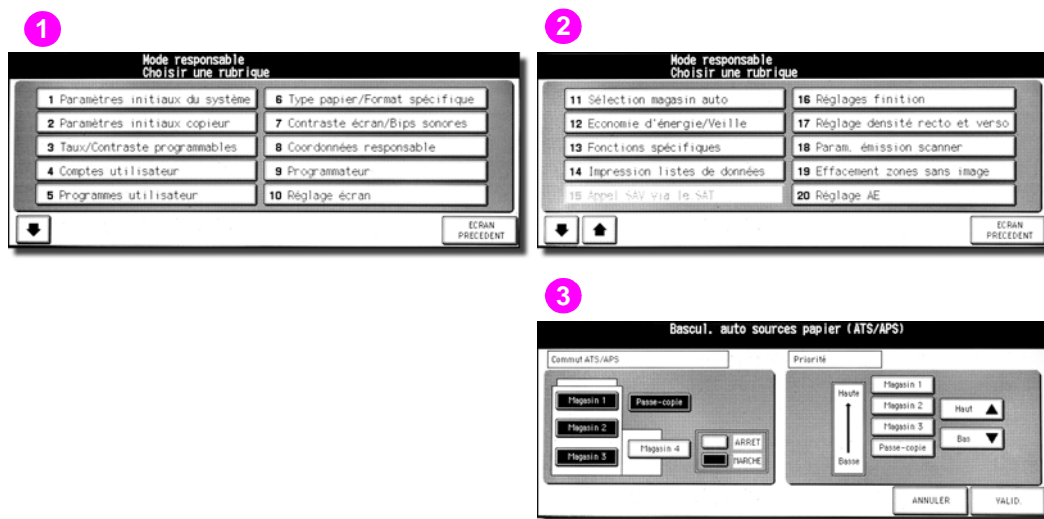 1
Mode responsable
Choisir une rubrique
1 Paramètres initiaux du système
2 Paramètres initiaux copieur
3 Taux/Contraste programmables
4 Comptes utilisateur
5 Programmes utilisateur
6 Type papier/Format spécifique
7 Contraste écran/Bips sonores
8 Coordonnées responsable
9 Programmateur
10 Réglage écran
ECRAN
PRECEDENT
2
Mode responsable
Choisir une rubrique
11 Sélection magasin auto
12 Economie d'énergie/Veille
13 Fonctions spécifiques
14 Impression listes de données
15 Appel SAV via le SAT
16 Réglages finition
17 Réglage densité recto et verso
18 Param. émission scanner
19 Effacement zones sans image
20 Réglage AE
ECRAN
PRECEDENT
3
Bascul. auto sources papier (ATS/APS)
Commut ATS/APS
Magasin 1
Passe-copie
Magasin 2
Magasin 3
Magasin 4
ARRET
MARCHE
Priorité
Haute
Basse
Magasin 1
Magasin 2
Magasin 3
Passe-copie
Haut
Bas
ANNULER
VALID.